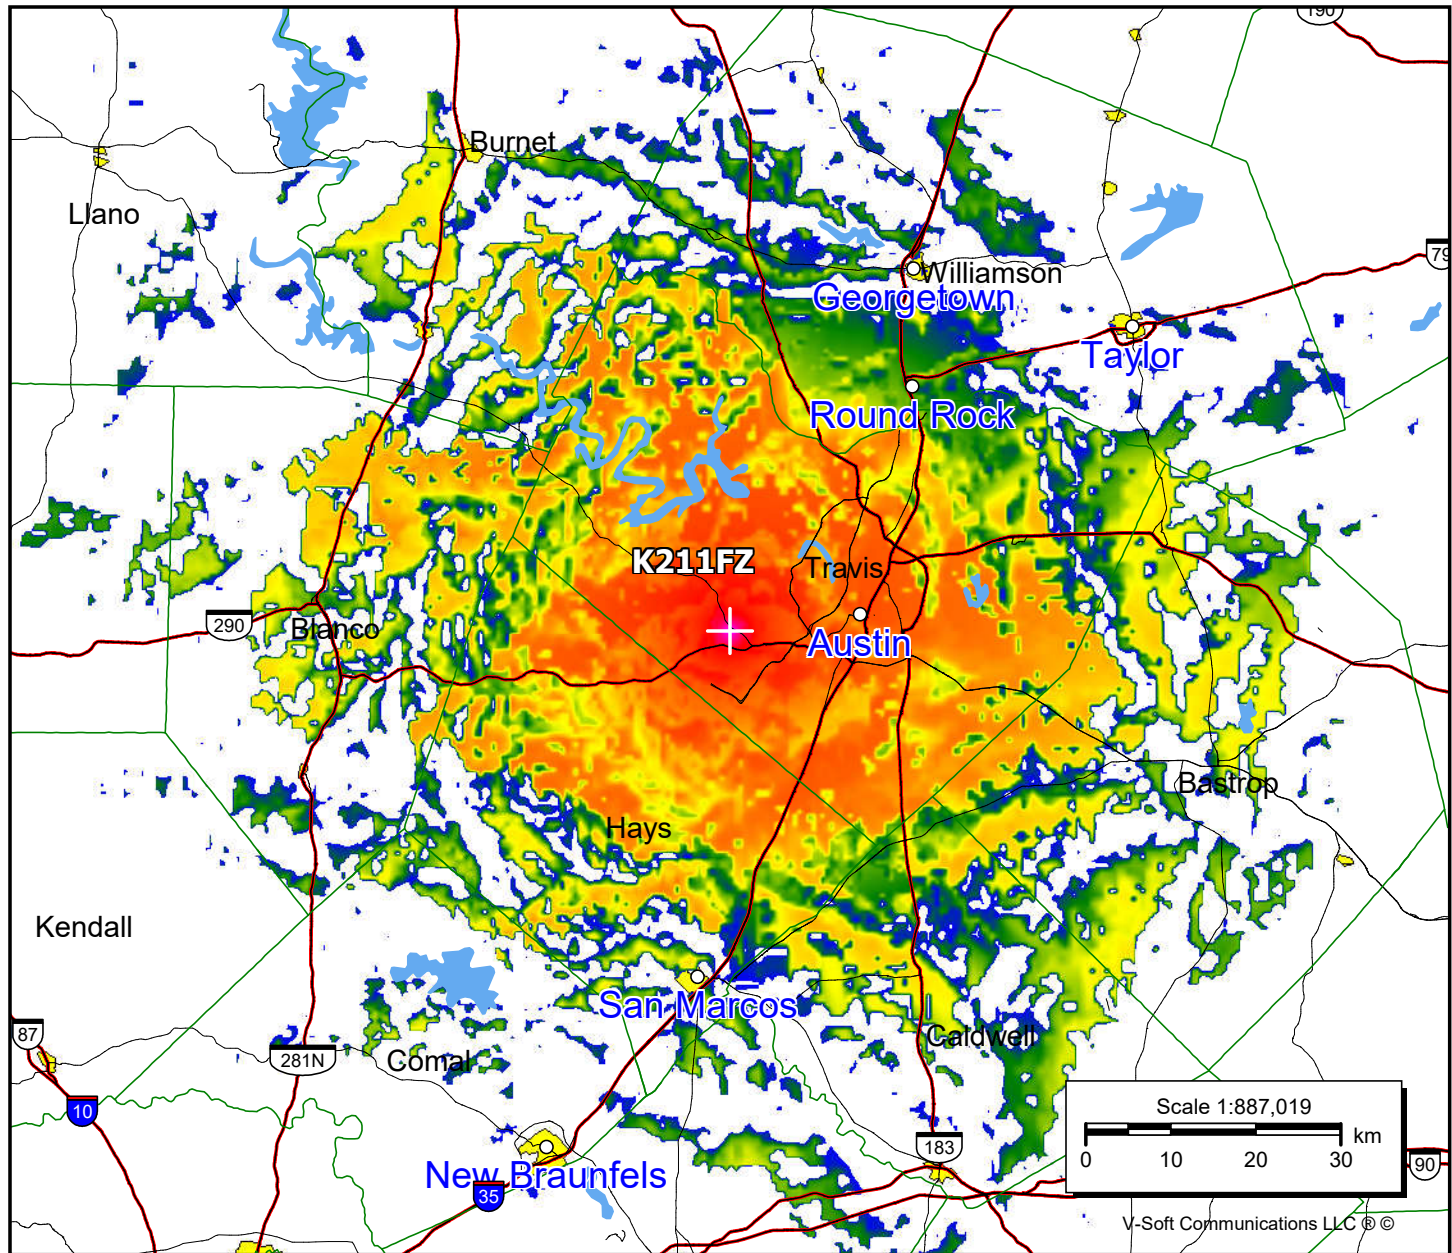 190
Burnet
Llano
79
Williamson
Georgetown
Taylor
Round Rock
K211FZ
Travis
290
Blanco
Austin
Bastrop
Hays
Kendall
San Marcos
87
281N
Comal
Caldwell
10
Scale 1:887,019
km
0 10 20 30
183
90
New Braunfels
35
V-Soft Communications LLC ® ©